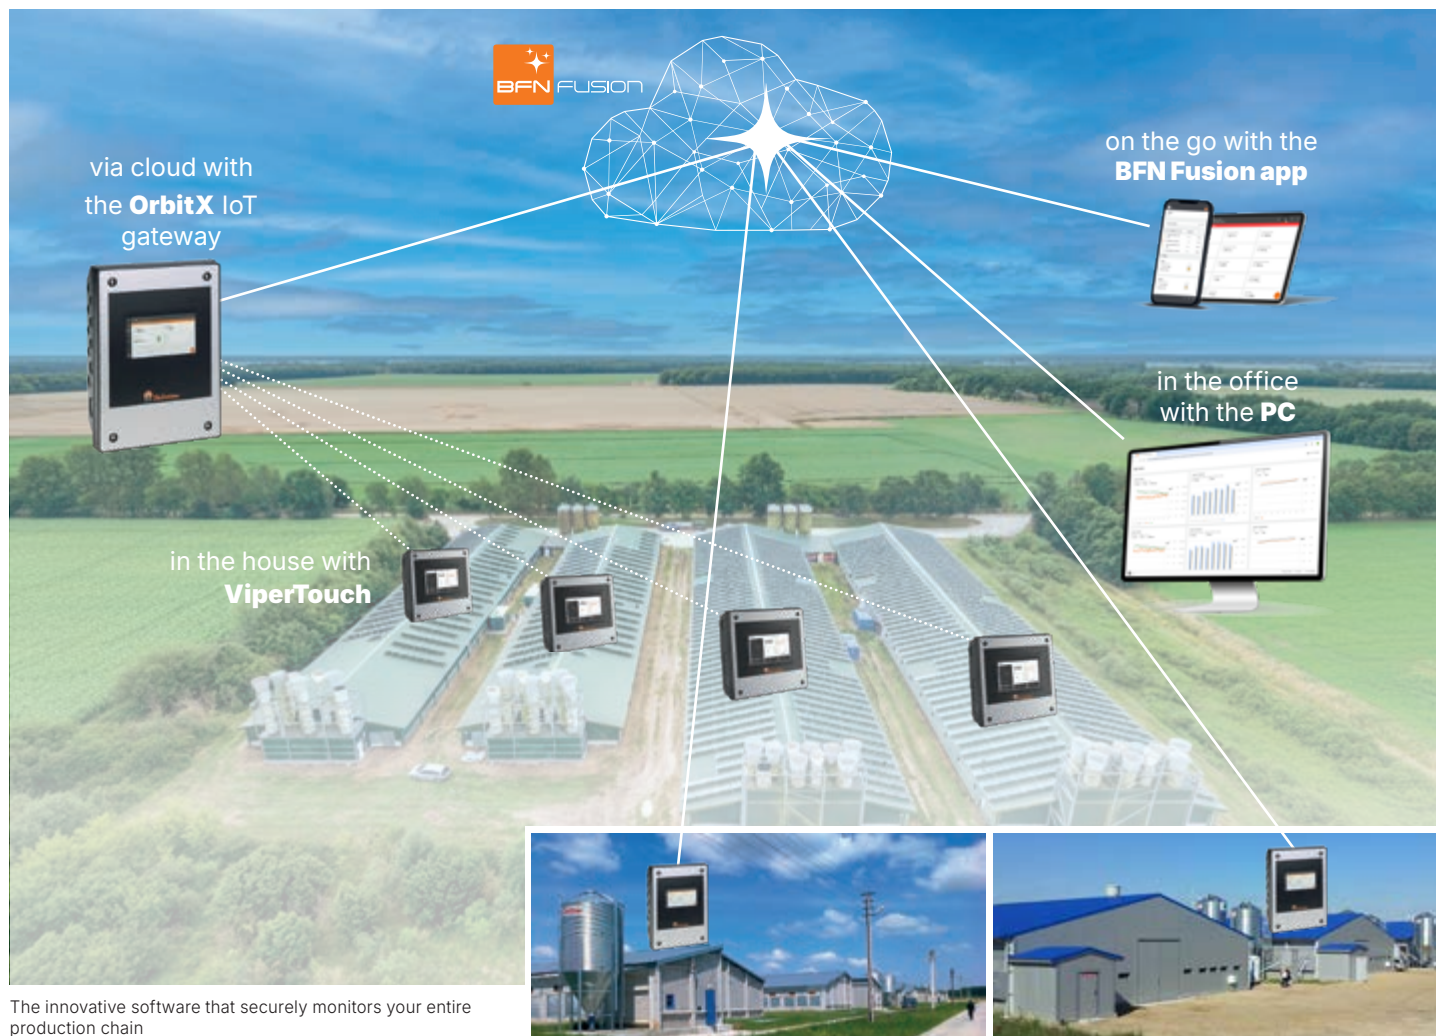 BFN FUSION
via cloud with
the OrbitX IoT
gateway
on the go with the
BFN Fusion app
in the office
with the PC
in the house with
ViperTouch
The innovative software that securely monitors your entire
production chain